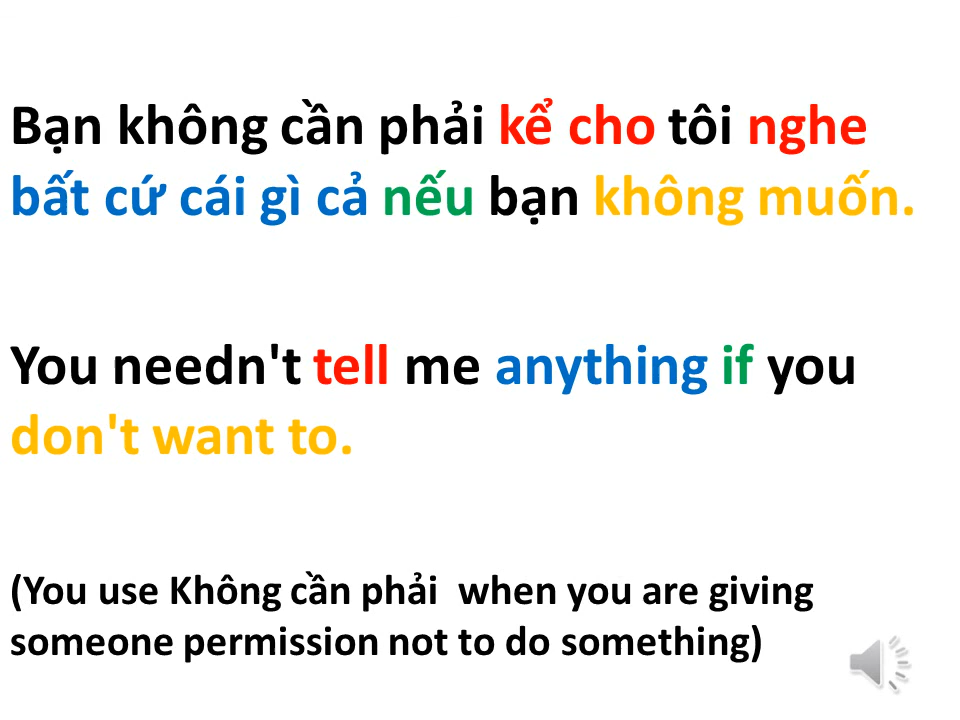 Bạn không cần phải kể cho tôi nghe
bất cứ cái gì cả nếu bạn không muốn.
You needn't tell me anything if you
don't want to.
(You use Không cần phải  when you are giving
someone permission not to do something)